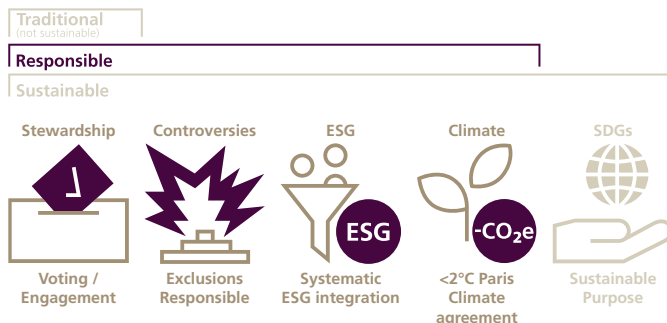 Traditional
(not sustainable)
Responsible
Sustainable
Stewardship
Controversies
ESG
Climate
SDGs
ESG
-CO₂e
Voting /
Engagement
Exclusions
Responsible
Systematic
ESG integration
<2°C Paris
Climate
agreement
Sustainable
Purpose